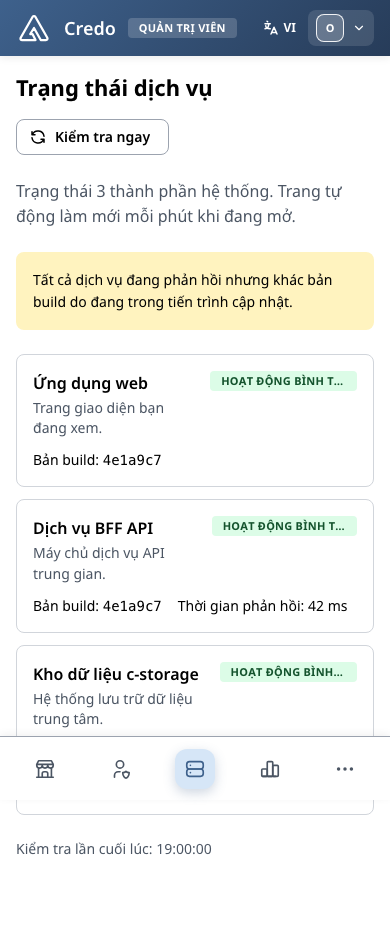 Credo
QUẢN TRỊ VIÊN
VI
O
Trạng thái dịch vụ
Kiểm tra ngay
Trạng thái 3 thành phần hệ thống. Trang tự
động làm mới mỗi phút khi đang mở.
Tất cả dịch vụ đang phản hồi nhưng khác bản
build do đang trong tiến trình cập nhật.
Ứng dụng web
HOẠT ĐỘNG BÌNH T...
Trang giao diện bạn
đang xem.
Bản build: 4e1a9c7
Dịch vụ BFF API
HOẠT ĐỘNG BÌNH T...
Máy chủ dịch vụ API
trung gian.
Bản build: 4e1a9c7 Thời gian phản hồi: 42 ms
Kho dữ liệu c-storage
HOẠT ĐỘNG BÌNH...
Hệ thống lưu trữ dữ liệu
trung tâm.
Kiểm tra lần cuối lúc: 19:00:00